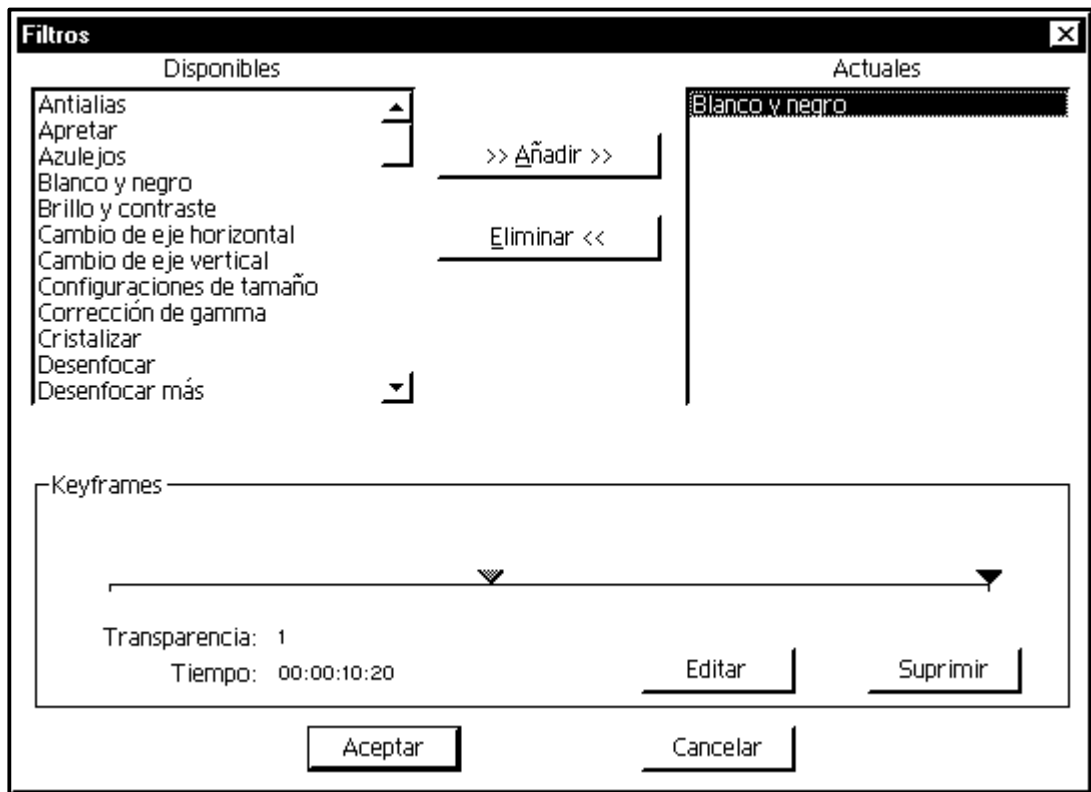 Filtros
Disponibles
Actuales
Antialias
Apretar
Azulejos
Blanco y negro
Brillo y contraste
Cambio de eje horizontal
Cambio de eje vertical
Configuraciones de tamaño
Corrección de gamma
Cristalizar
Desenfocar
Desenfocar más
>> Añadir >>
Eliminar <<
Blanco y negro
Keyframes
Transparencia: 1
Tiempo: 00:00:10:20
Editar
Suprimir
Aceptar
Cancelar